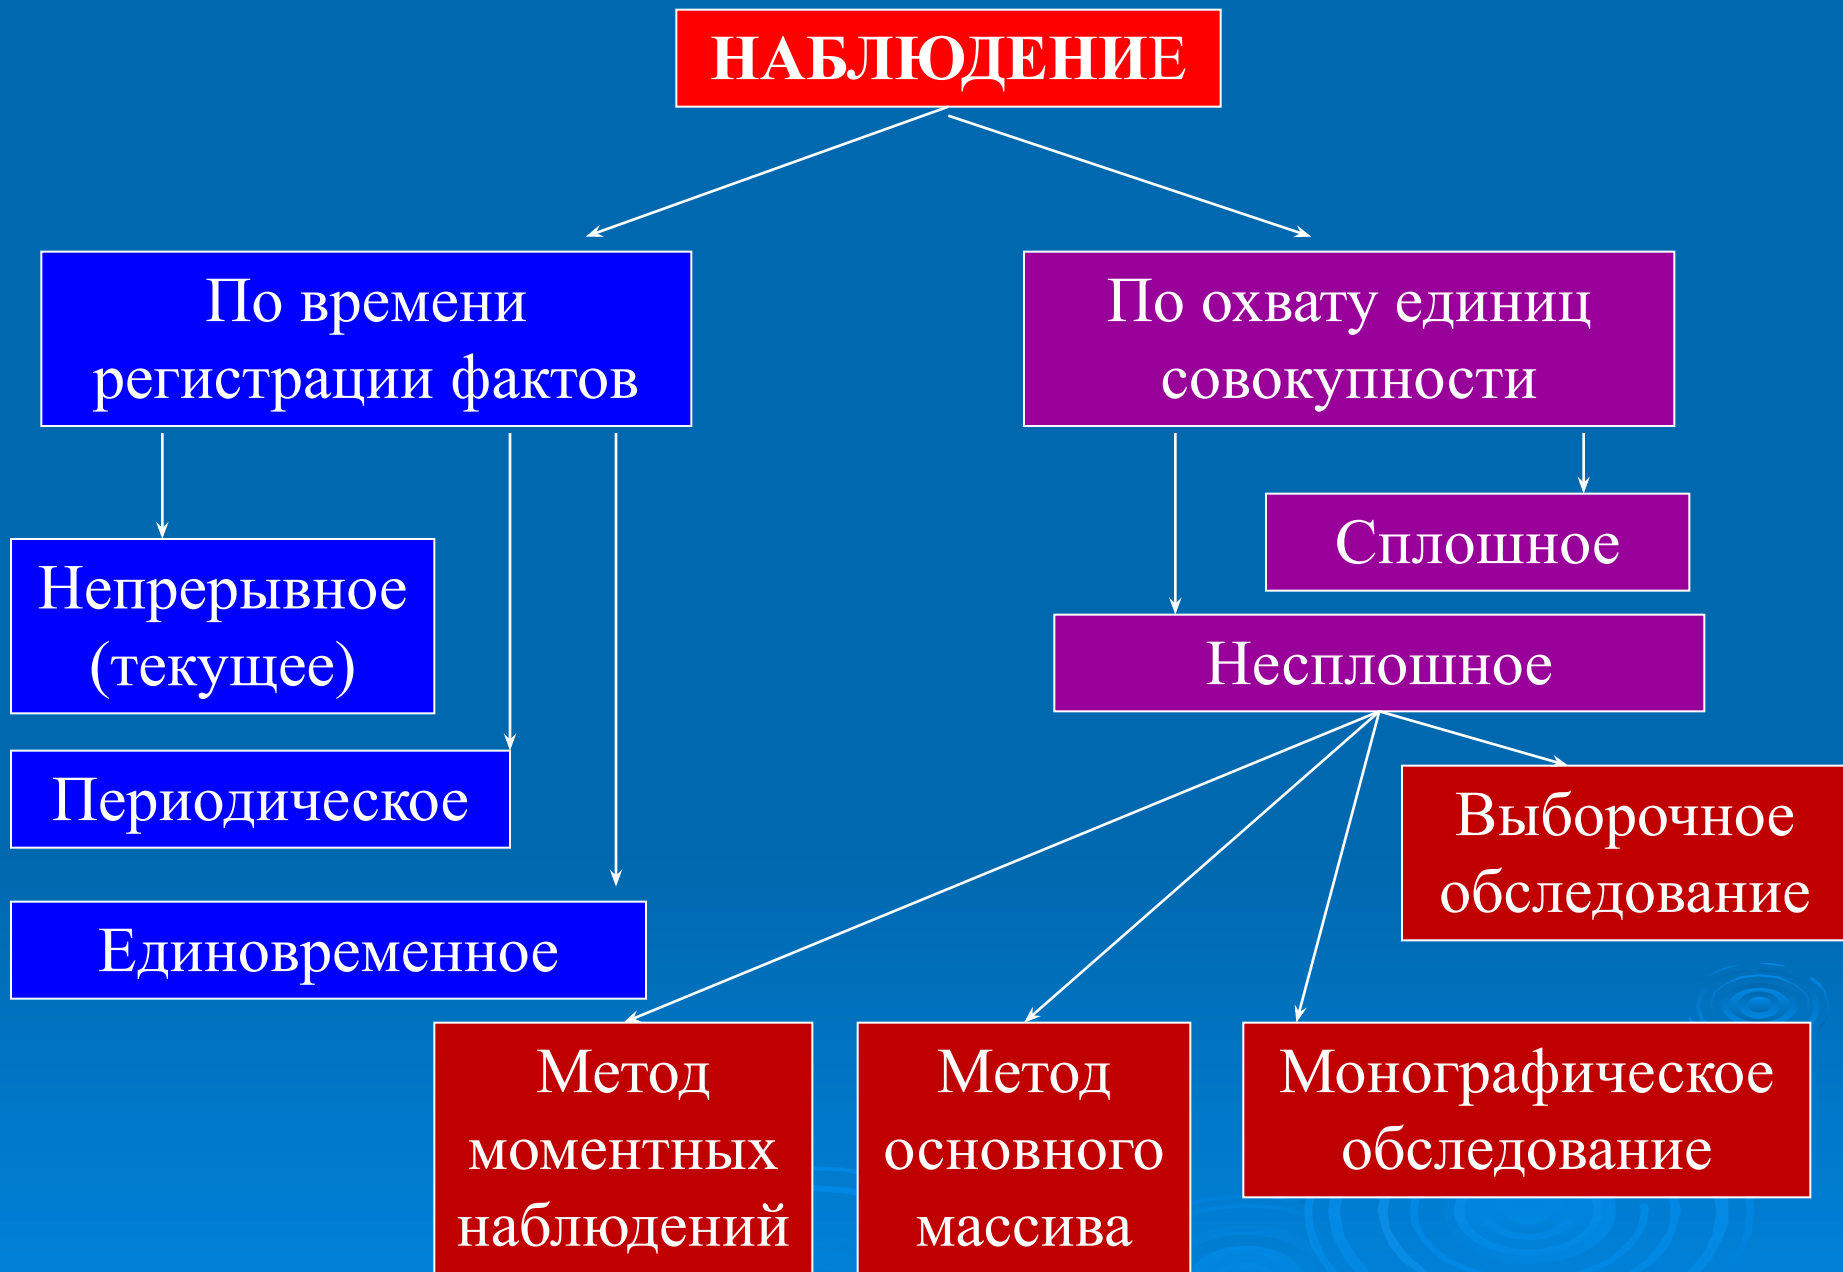 НАБЛЮДЕНИЕ
По времени
регистрации фактов
По охвату единиц
совокупности
Непрерывное
(текущее)
Периодическое
Единовременное
Сплошное
Несплошное
Выборочное
обследование
Метод
моментных
наблюдений
Метод
основного
массива
Монографическое
обследование